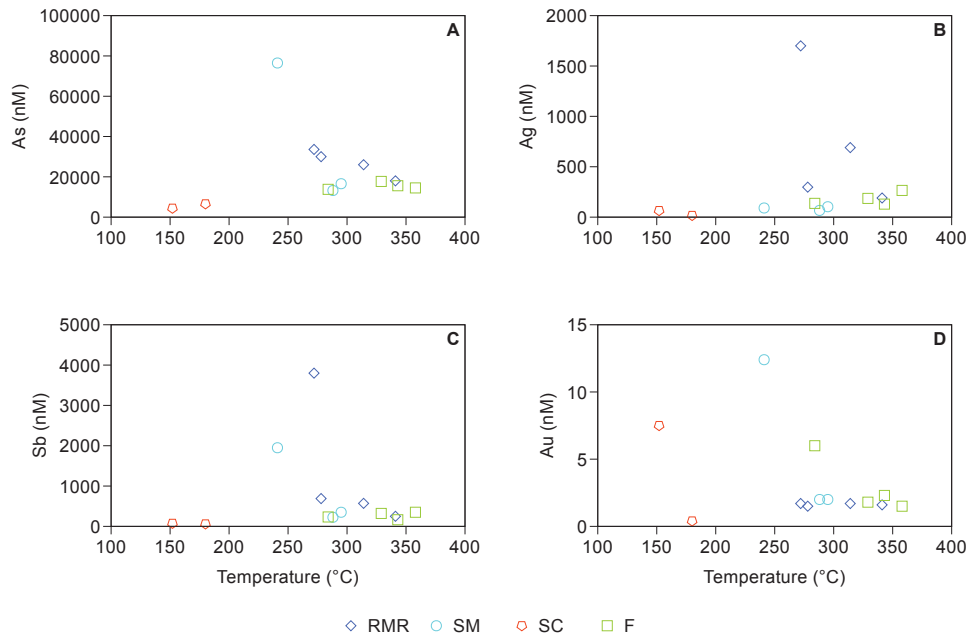 A
100000
80000
60000
40000
20000
0
As (nM)
100 150 200 250 300 350 400
B
2000
1500
1000
500
0
Ag (nM)
100 150 200 250 300 350 400
C
5000
4000
3000
2000
1000
0
Sb (nM)
100 150 200 250 300 350 400
Temperature (°C)
D
15
10
5
0
Au (nM)
100 150 200 250 300 350 400
Temperature (°C)
RMR SM SC F